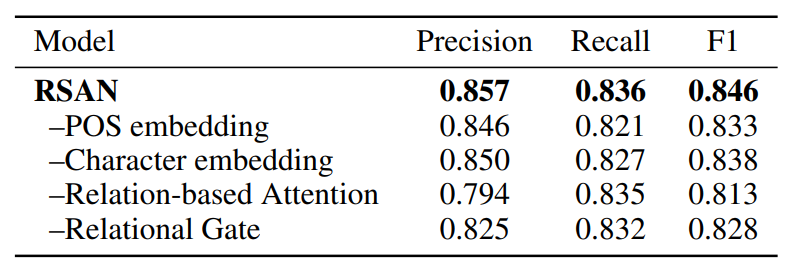 Model Precision Recall F1
RSAN 0.857 0.836 0.846
–POS embedding 0.846 0.821 0.833
–Character embedding 0.850 0.827 0.838
–Relation-based Attention 0.794 0.835 0.813
–Relational Gate 0.825 0.832 0.828